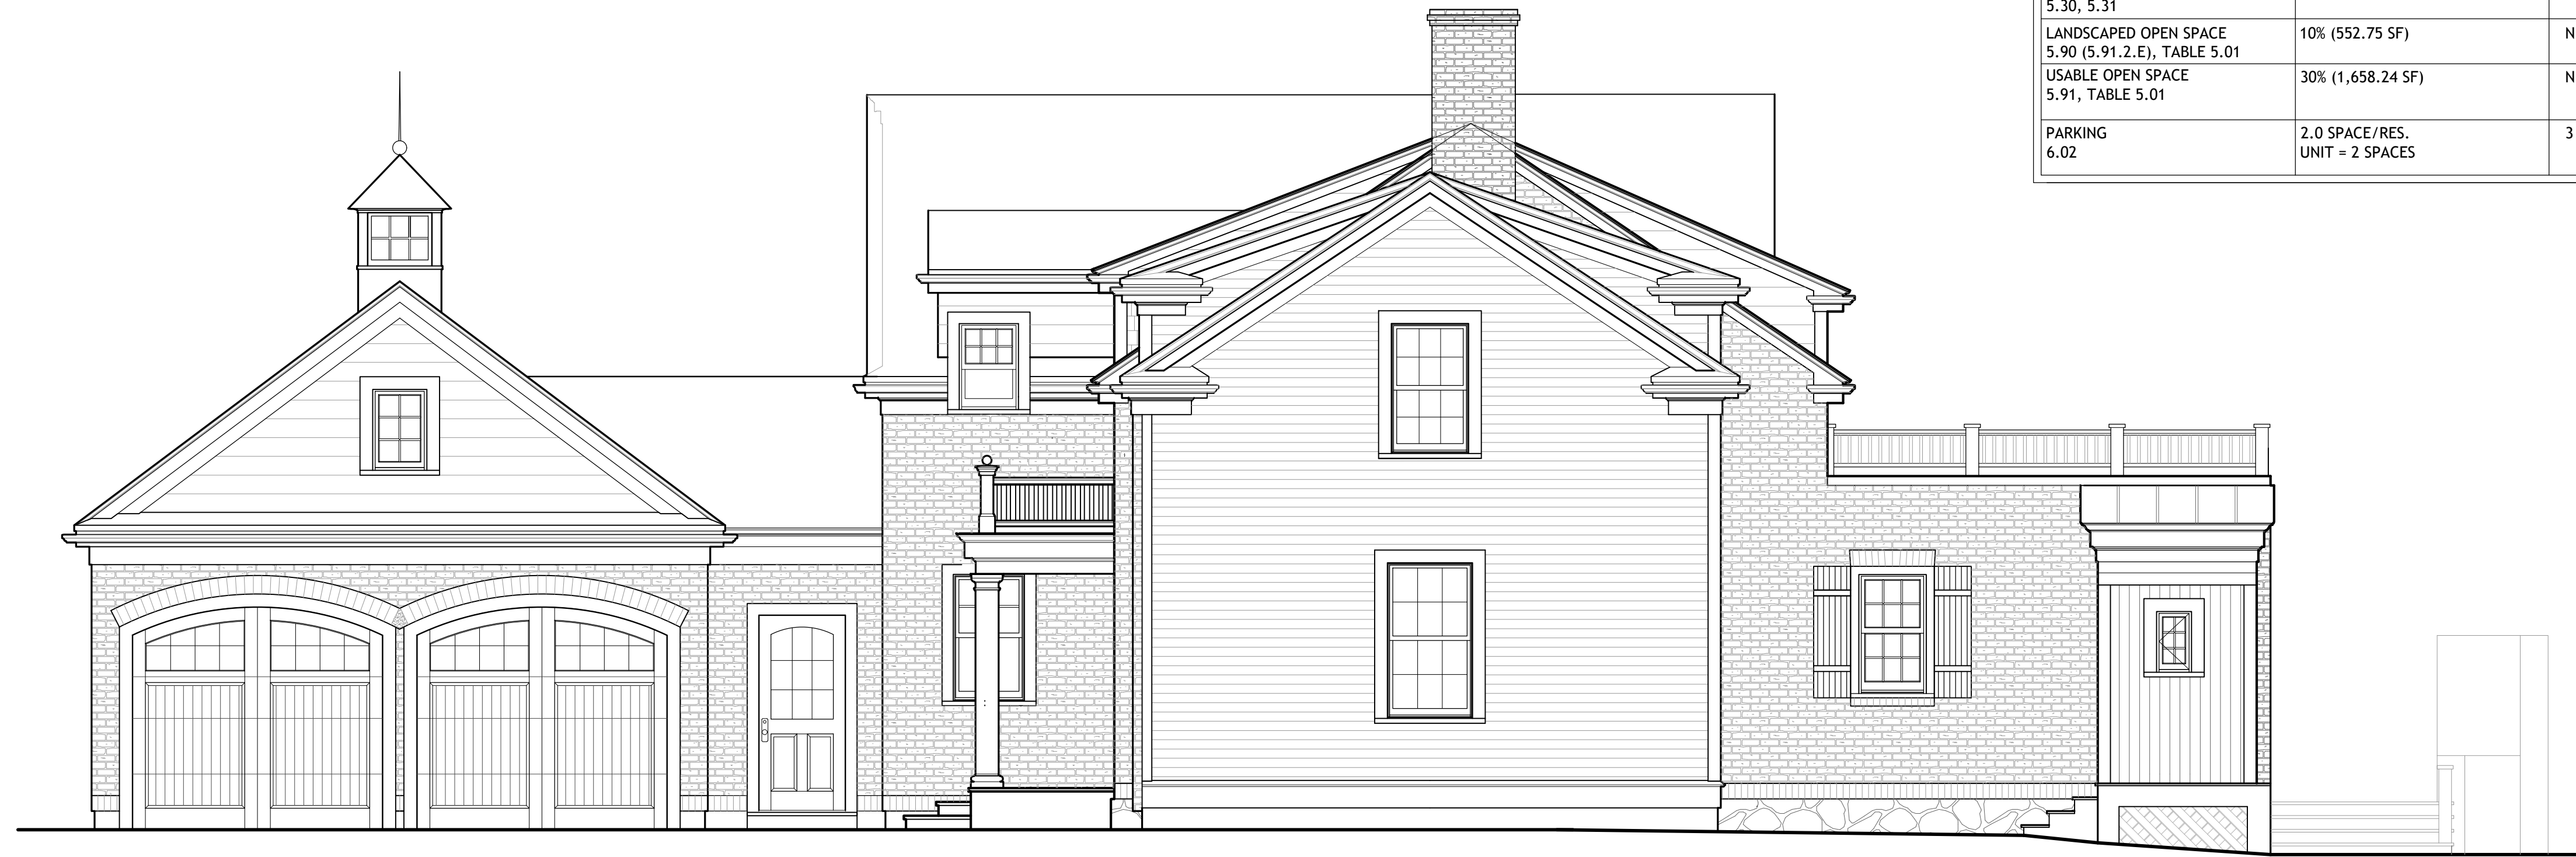 5.30, 5.31
LANDSCAPED OPEN SPACE
5.90 (5.91.2.E), TABLE 5.01
10% (552.75 SF)
N
USABLE OPEN SPACE
5.91, TABLE 5.01
30% (1,658.24 SF)
N
PARKING
6.02
2.0 SPACE/RES.
UNIT = 2 SPACES
3